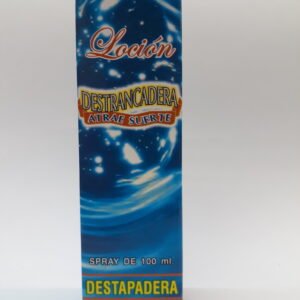 Loción
DESTRANCADERA
ATRAE SUERTE
SPRAY DE 100 ml.
DESTAPADERA